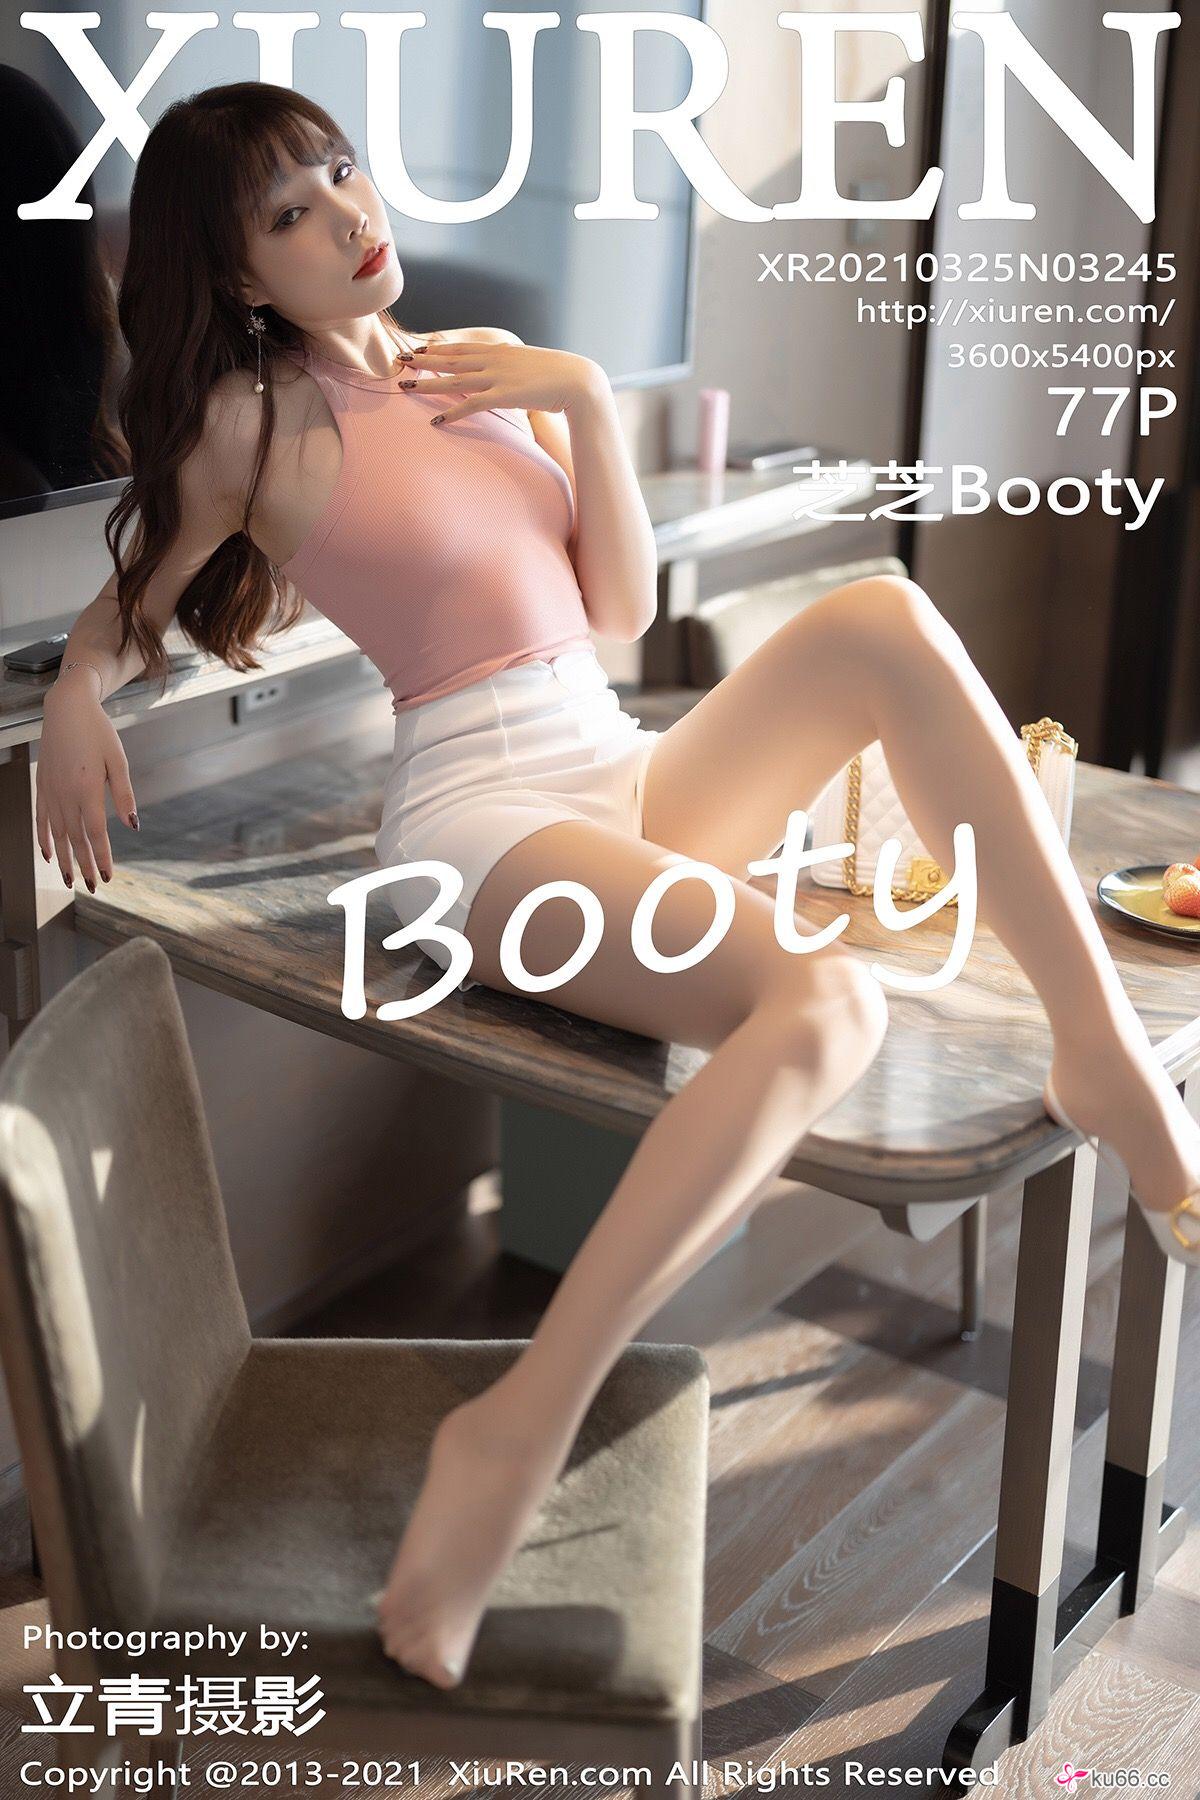 XIUREN
XR20210325N03245
http://xiuren.com/
3600x5400px
77P
芝芝Booty
Booty
Photography by:
立青摄影
Copyright @2013-2021 XiuRen.com All Rights Reserved
ku66.cc